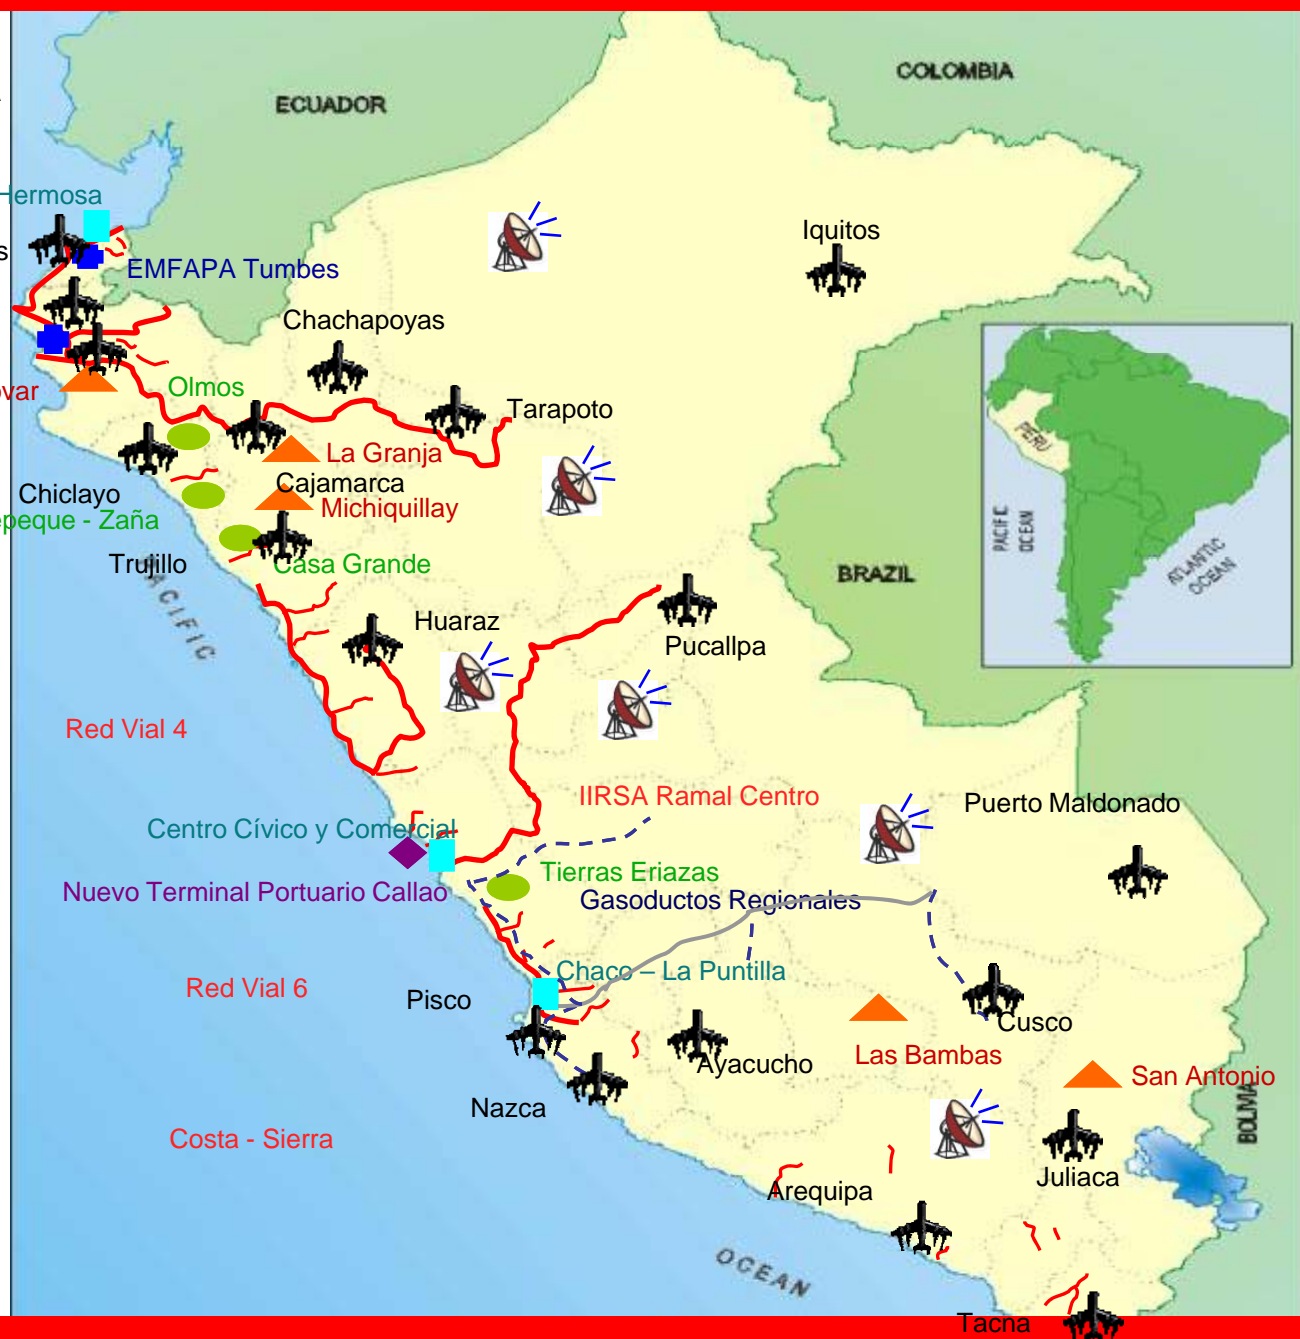 COLOMBIA
ECUADOR
Hermosa
Iquitos
s
EMFAPA Tumbes
Chachapoyas
Olmos
ovar
Tarapoto
La Granja
Cajamarca
Chiclayo
Michiquillay
epeque - Zaña
Trujillo
Casa Grande
PACIFIC
BRAZIL
PERU
PACIFIC
OCEAN
ATLANTIC
OCEAN
Huaraz
Pucallpa
Red Vial 4
IIRSA Ramal Centro
Puerto Maldonado
Centro Cívico y Comercial
Tierras Eriazas
Nuevo Terminal Portuario Callao
Gasoductos Regionales
Chaco – La Puntilla
Red Vial 6
Pisco
Cusco
Las Bambas
Ayacucho
San Antonio
Nazca
Costa - Sierra
Juliaca
Arequipa
OCEAN
Tacna